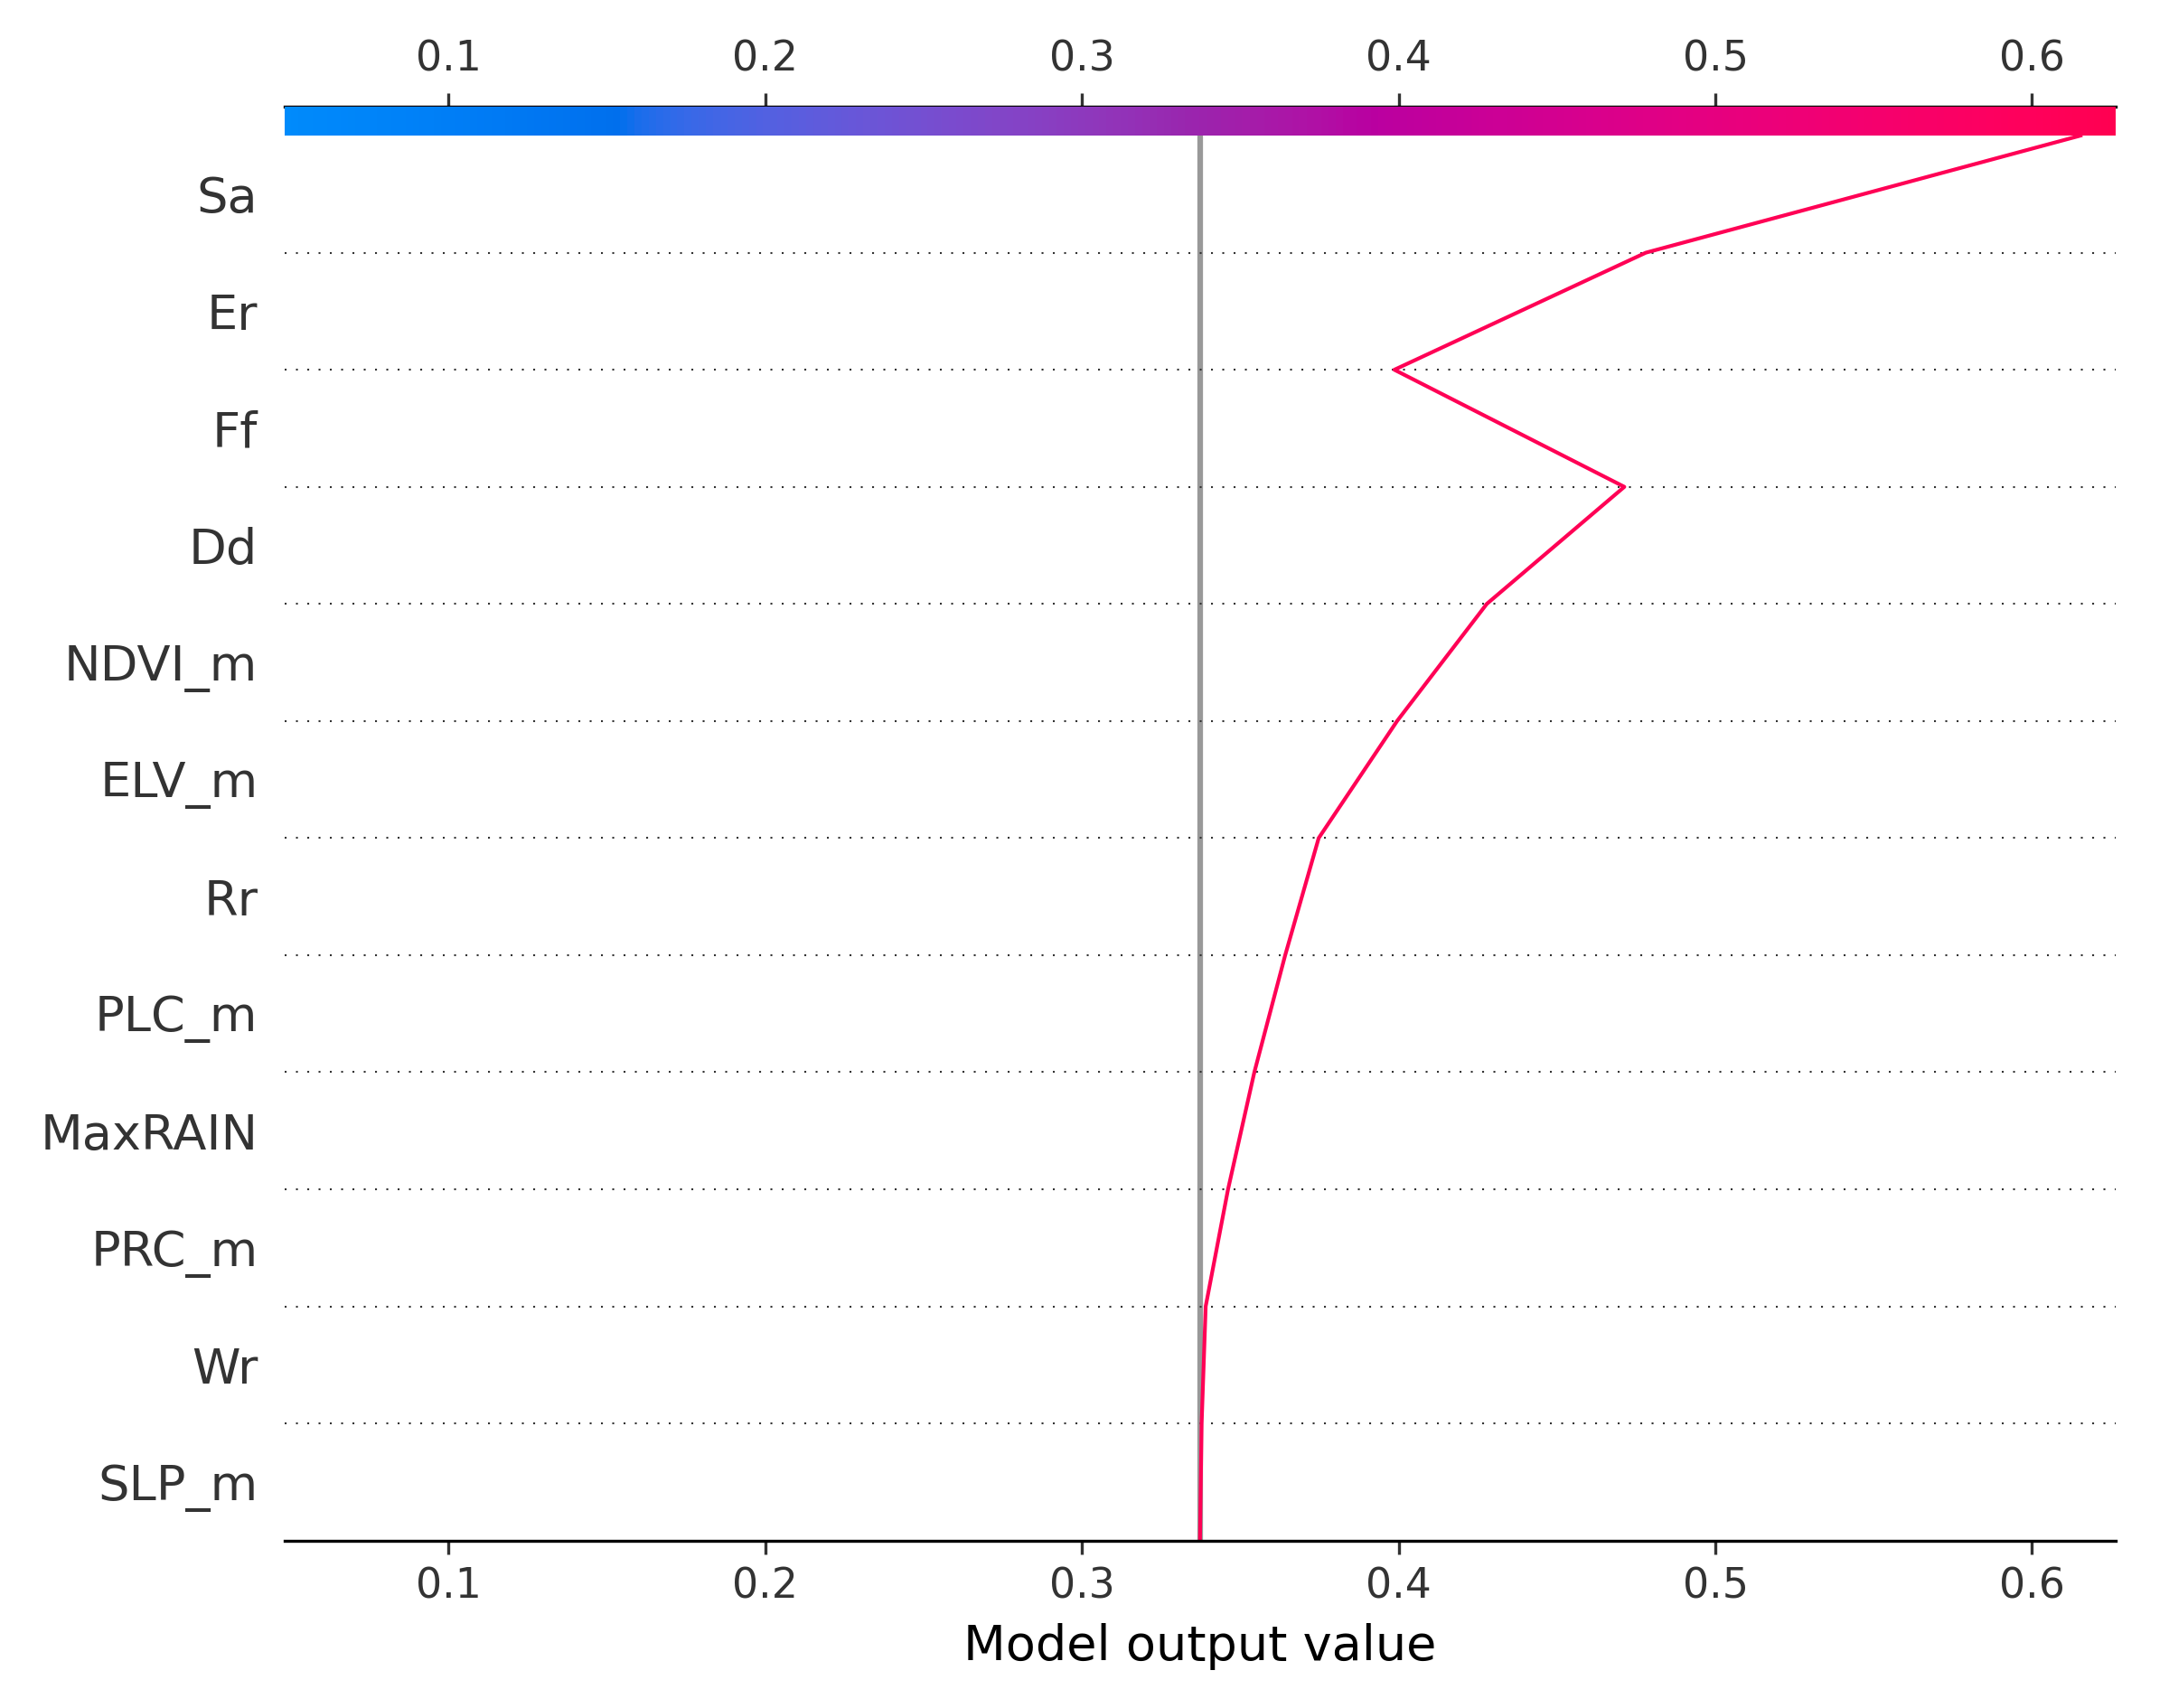 0.1 0.2 0.3 0.4 0.5 0.6
Sa
Er
Ff
Dd
NDVI_m
ELV_m
Rr
PLC_m
MaxRAIN
PRC_m
Wr
SLP_m
0.1 0.2 0.3 0.4 0.5 0.6
Model output value